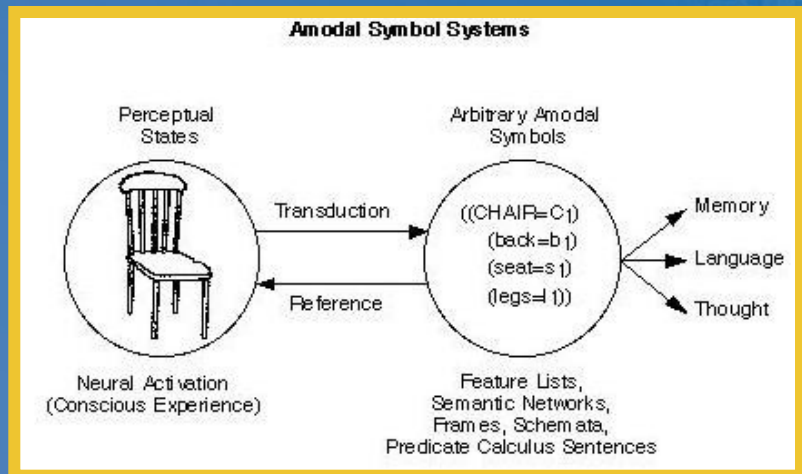 Amodal Symbol Systems
Perceptual
States
Arbitrary Amodal
Symbols
Transduction
Reference
((CHAIR=C1)
(back=b1)
(seat=s1)
(legs=l1))
Memory
Language
Thought
Neural Activation
(Conscious Experience)
Feature Lists,
Semantic Networks,
Frames, Schemata,
Predicate Calculus Sentences